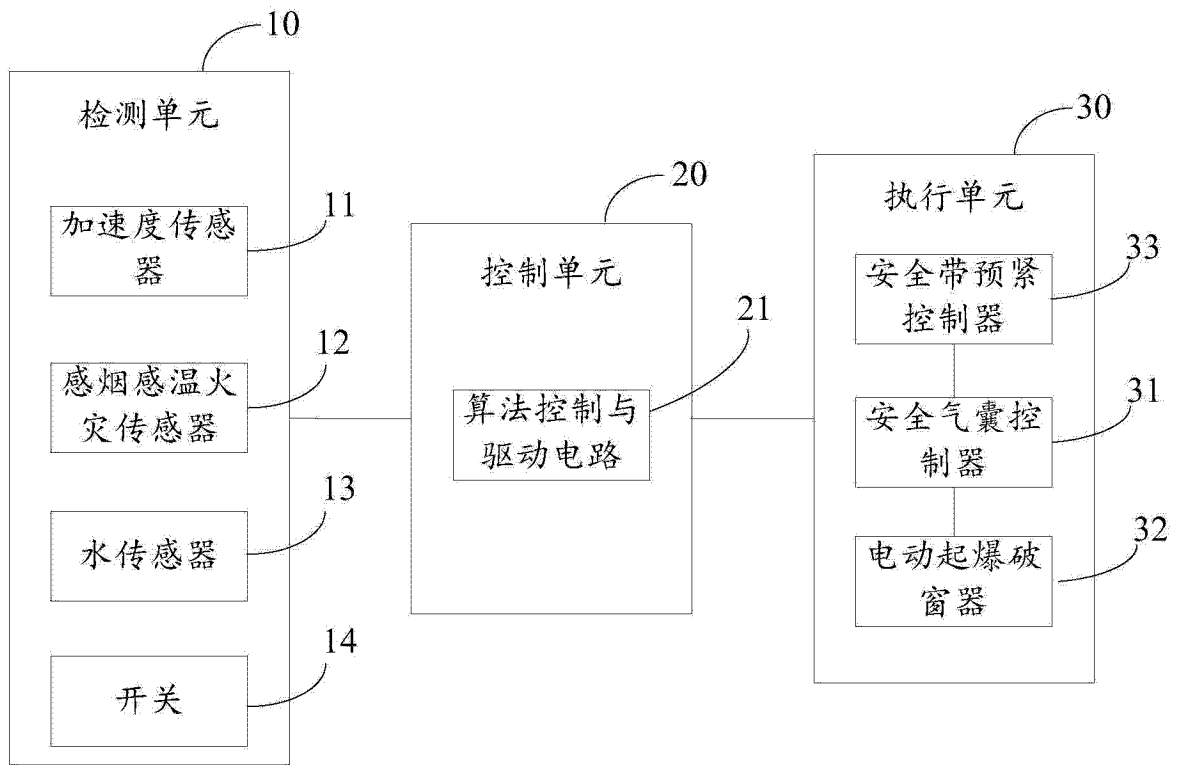 10
检测单元
11
加速度传感
器
12
感烟感温火
灾传感器
13
水传感器
14
开关
20
控制单元
21
算法控制与
驱动电路
30
执行单元
33
安全带预紧
控制器
31
安全气囊控
制器
32
电动起爆破
窗器